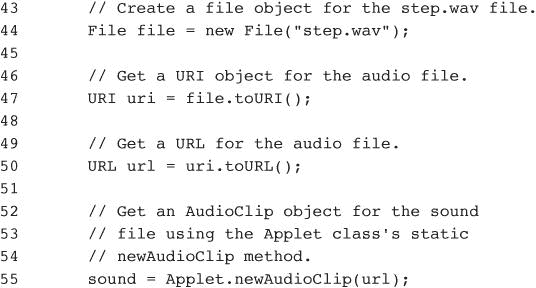 43 // Create a file object for the step.wav file.
44 File file = new File("step.wav");
45
46 // Get a URI object for the audio file.
47 URI uri = file.toURI();
48
49 // Get a URL for the audio file.
50 URL url = uri.toURL();
51
52 // Get an AudioClip object for the sound
53 // file using the Applet class's static
54 // newAudioClip method.
55 sound = Applet.newAudioClip(url);